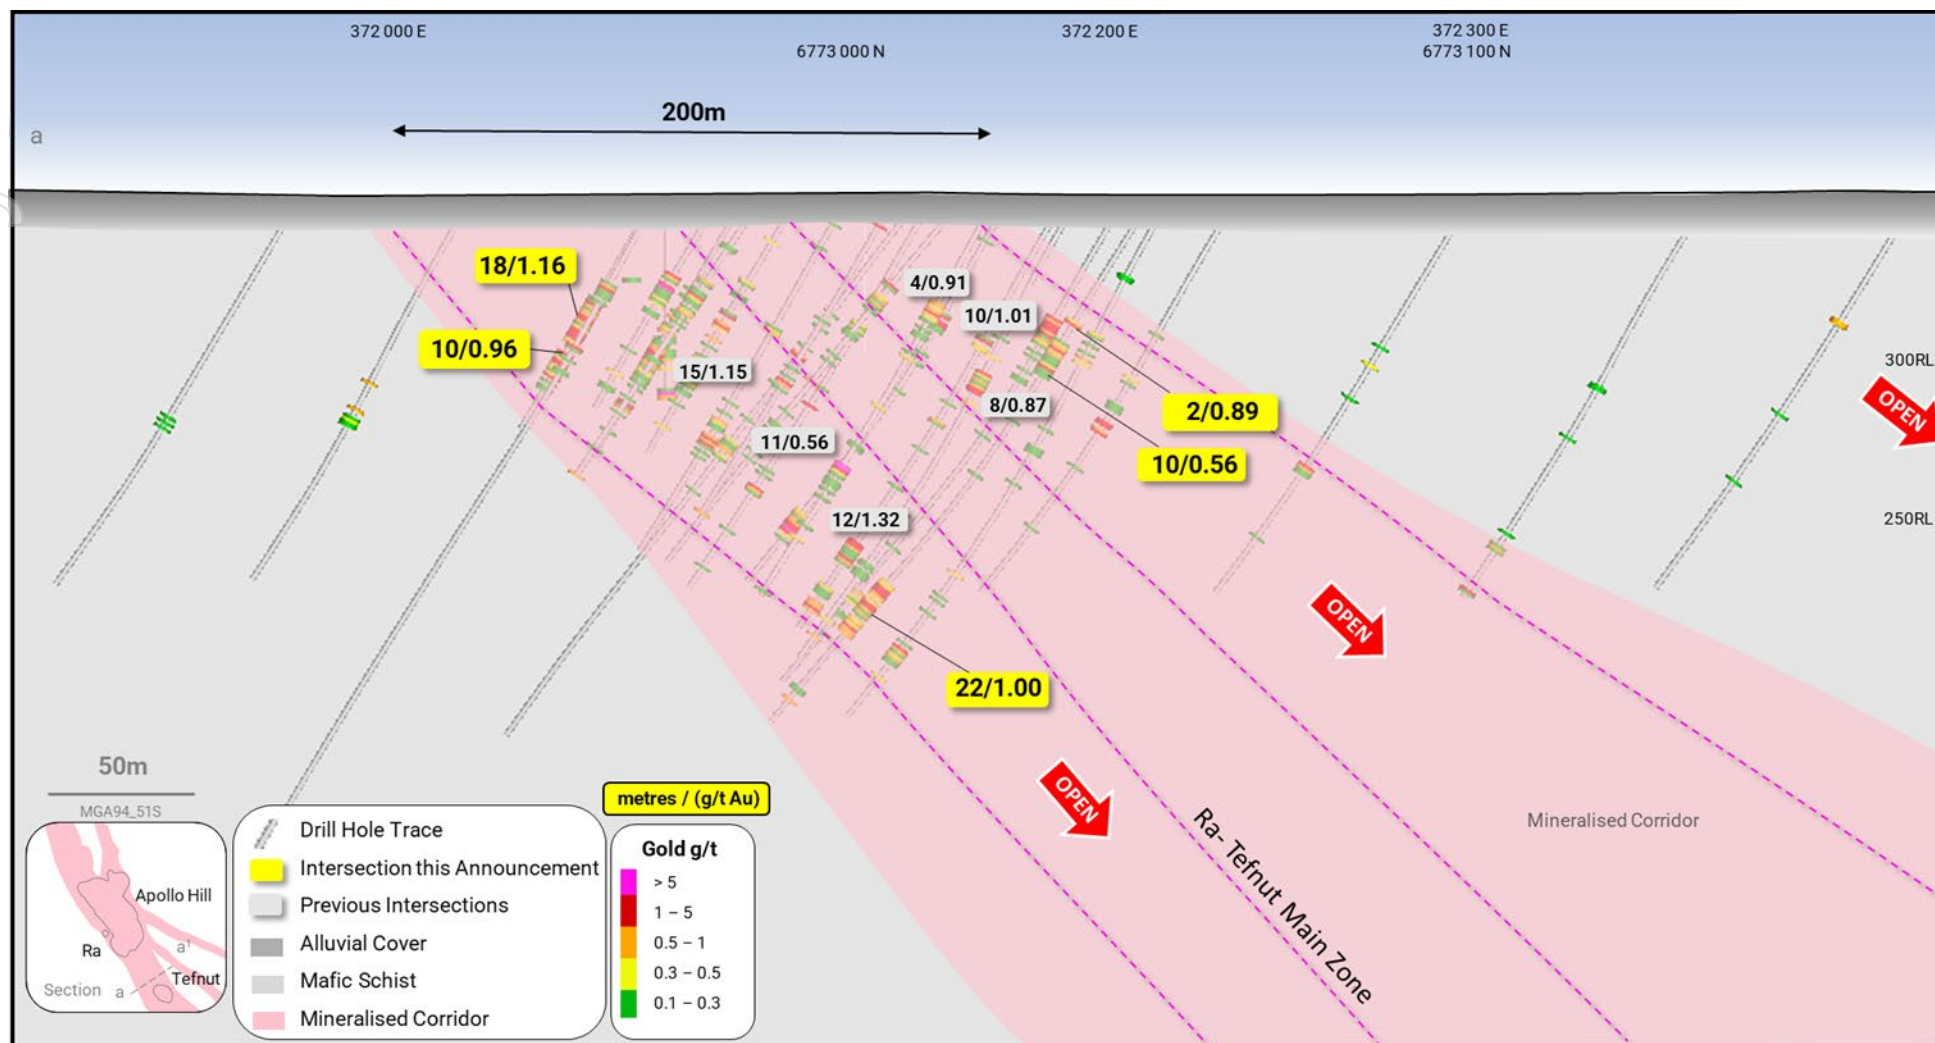 372 000 E
6773 000 N
372 200 E
372 300 E
6773 100 N
200m
a
18/1.16
10/0.96
4/0.91
10/1.01
15/1.15
8/0.87
2/0.89
11/0.56
10/0.56
12/1.32
22/1.00
300RL
250RL
OPEN
OPEN
OPEN
Ra- Tefnut Main Zone
Mineralised Corridor
50m
MGA94_51S
Apollo Hill
Ra
a¹
Tefnut
Section a
Drill Hole Trace
Intersection this Announcement
Previous Intersections
Alluvial Cover
Mafic Schist
Mineralised Corridor
metres / (g/t Au)
Gold g/t
> 5
1 – 5
0.5 – 1
0.3 – 0.5
0.1 – 0.3